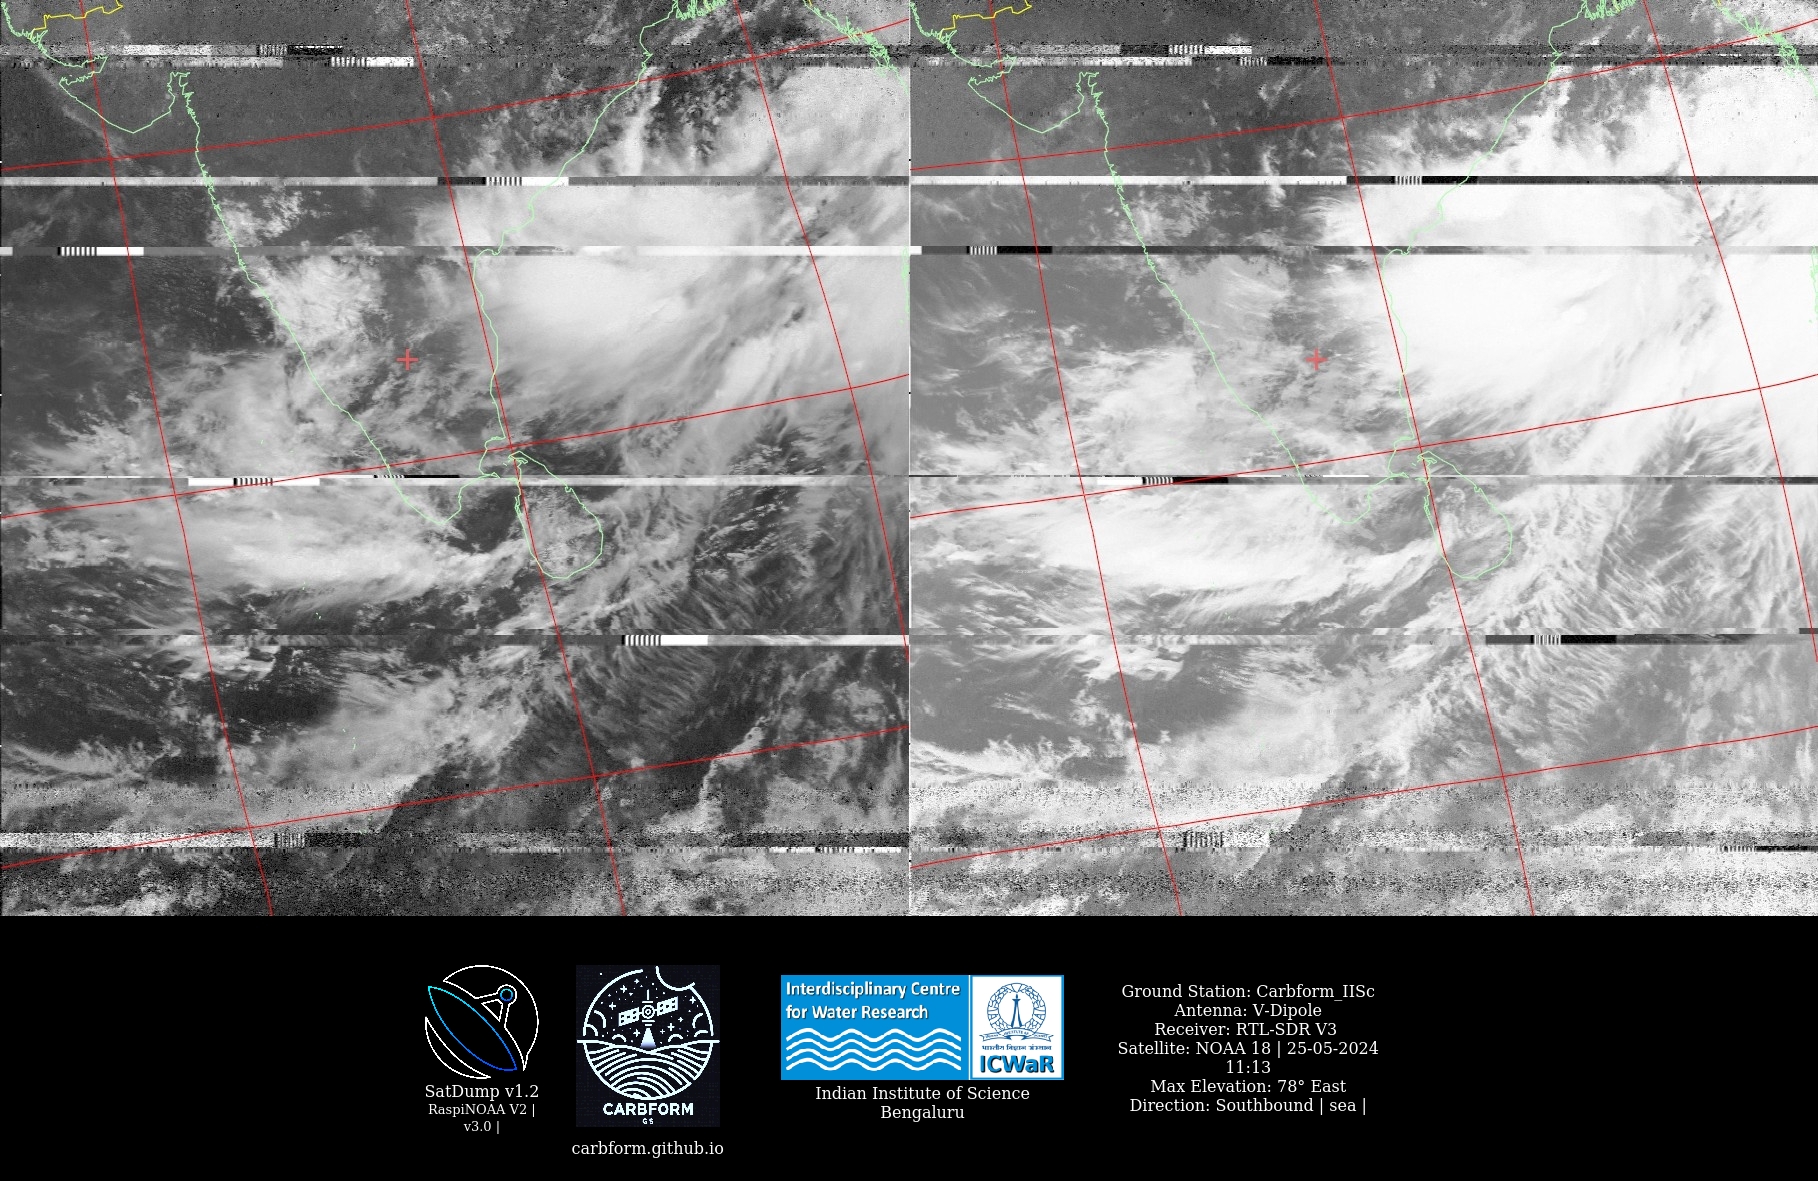 SatDump v1.2
RaspiNOAA V2 |
v3.0 |
CARBFORM
GS
carbform.github.io
Interdisciplinary Centre
for Water Research
भारतीय विज्ञान संस्थान
ICWaR
Indian Institute of Science
Bengaluru
Ground Station: Carbform_IISc
Antenna: V-Dipole
Receiver: RTL-SDR V3
Satellite: NOAA 18 | 25-05-2024
11:13
Max Elevation: 78° East
Direction: Southbound | sea |